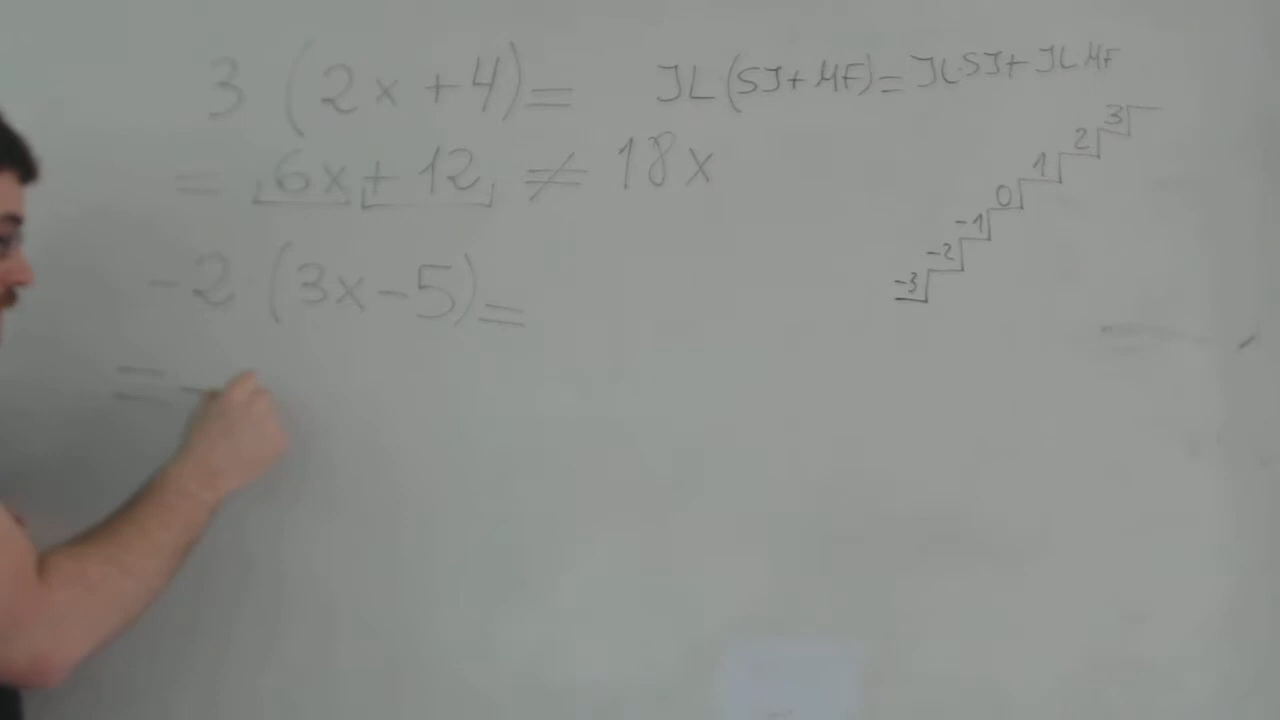 3 (2x + 4) =
= 6x + 12 ≠ 18x
-2 (3x - 5) =
= -
JL (SJ + MF) = JL·SJ + JL MF
3
2
1
0
-1
-2
-3